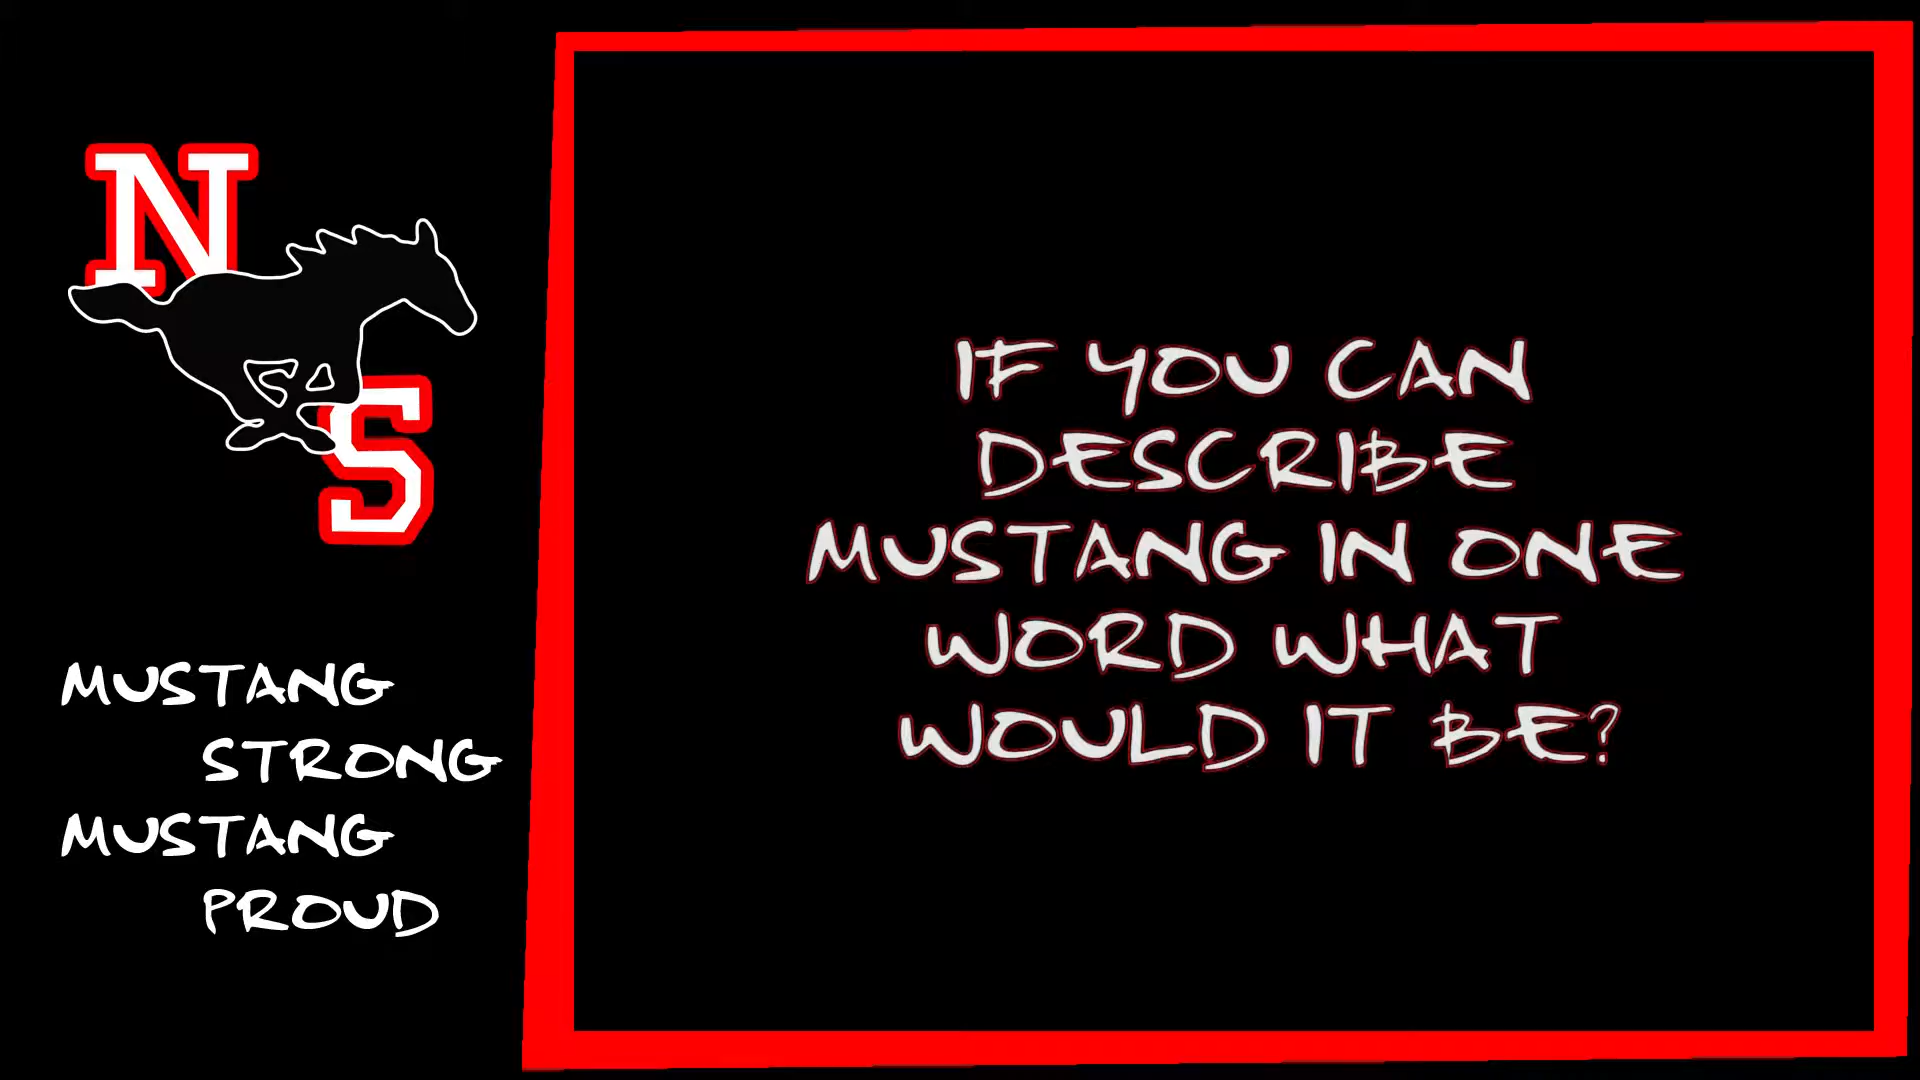 N
S
MUSTANG
STRONG
MUSTANG
PROUD
IF YOU CAN
DESCRIBE
MUSTANG IN ONE
WORD WHAT
WOULD IT BE?